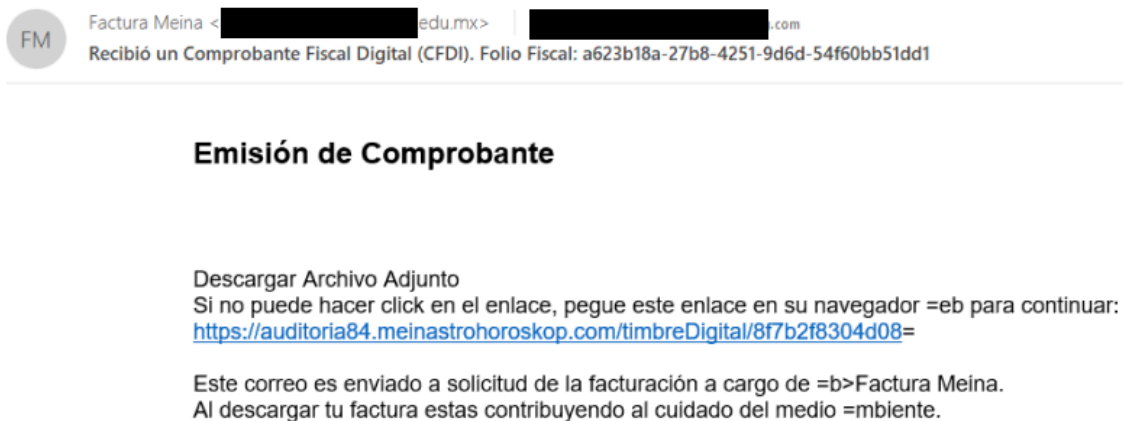 FM
Factura Meina < edu.mx> .com
Recibió un Comprobante Fiscal Digital (CFDI). Folio Fiscal: a623b18a-27b8-4251-9d6d-54f60bb51dd1
Emisión de Comprobante
Descargar Archivo Adjunto
Si no puede hacer click en el enlace, pegue este enlace en su navegador =eb para continuar:
https://auditoria84.meinastrohoroskop.com/timbreDigital/8f7b2f8304d08=
Este correo es enviado a solicitud de la facturación a cargo de =b>Factura Meina.
Al descargar tu factura estas contribuyendo al cuidado del medio =mbiente.